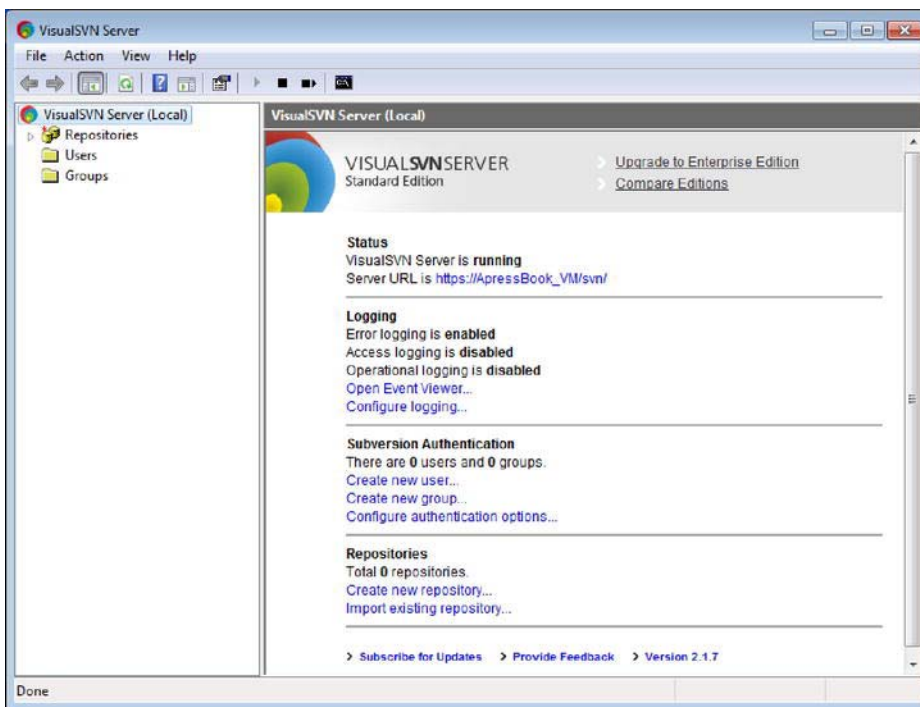 VisualSVN Server
File Action View Help
VisualSVN Server (Local)
Repositories
Users
Groups
VisualSVN Server (Local)
VISUALSVNSERVER
Standard Edition
Upgrade to Enterprise Edition
Compare Editions
Status
VisualSVN Server is running
Server URL is https://ApressBook_VM/svn/
Logging
Error logging is enabled
Access logging is disabled
Operational logging is disabled
Open Event Viewer...
Configure logging...
Subversion Authentication
There are 0 users and 0 groups.
Create new user...
Create new group...
Configure authentication options...
Repositories
Total 0 repositories.
Create new repository...
Import existing repository...
> Subscribe for Updates > Provide Feedback > Version 2.1.7
Done